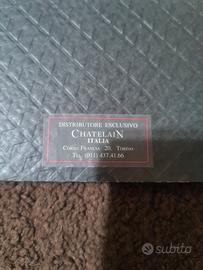 DISTRIBUTORE ESCLUSIVO
CHATELAIN
ITALIA
CORSO FRANCIA 20, TORINO
TEL. (011) 437.41.66
subito